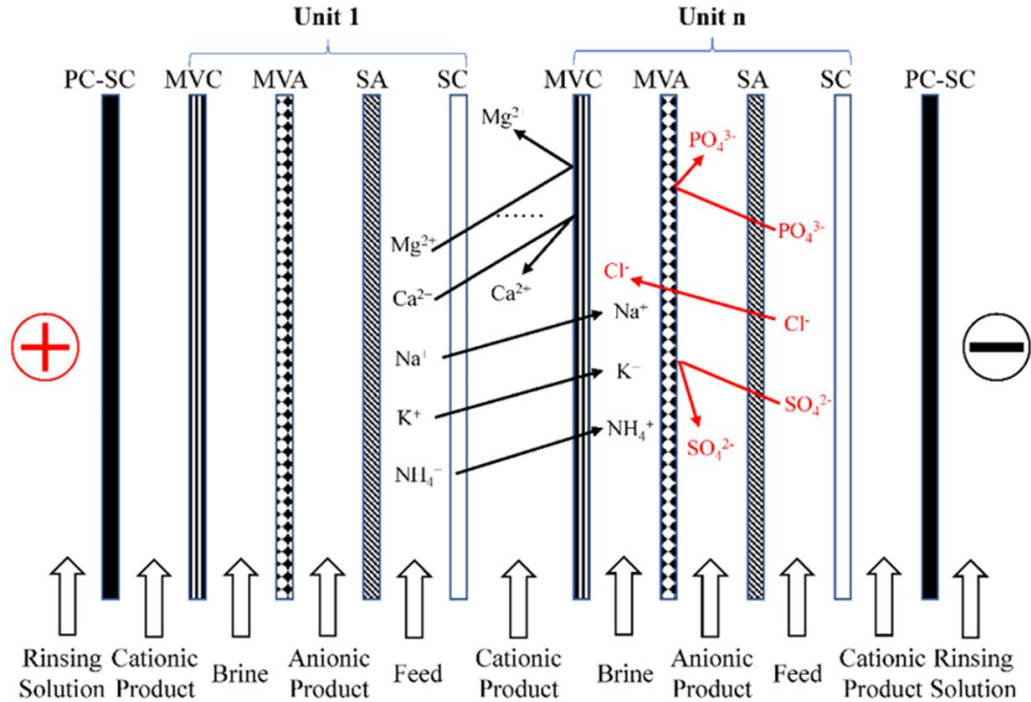 Unit 1
Unit n
PC-SC MVC MVA SA SC MVC MVA SA SC PC-SC
Mg²⁺
PO₄³⁻
Mg²⁺
PO₄³⁻
Cl⁻
Ca²⁻
Ca²⁺
Na⁺
Cl⁻
Na⁺
K⁻
SO₄²⁻
K⁺
NH₄⁺
SO₄²⁻
NH₄⁻
Rinsing Cationic Anionic Cationic Anionic Cationic Rinsing
Brine Feed Brine Feed
Solution Product Product Product Product Product Solution